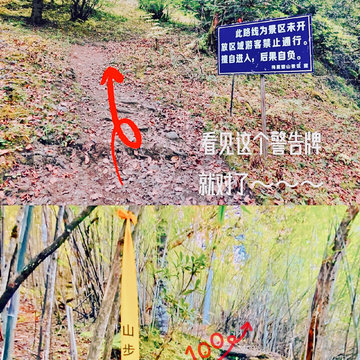 此路线为景区未开
放区域游客禁止通行。
擅自进入，后果自负。
看见这个警告牌
就对了～～～～
山
步
100g